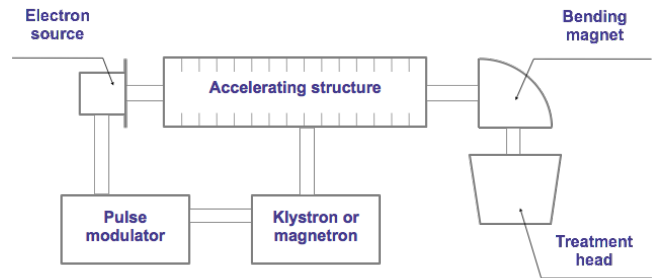 Electron
source
Bending
magnet
Accelerating structure
Pulse
modulator
Klystron or
magnetron
Treatment
head